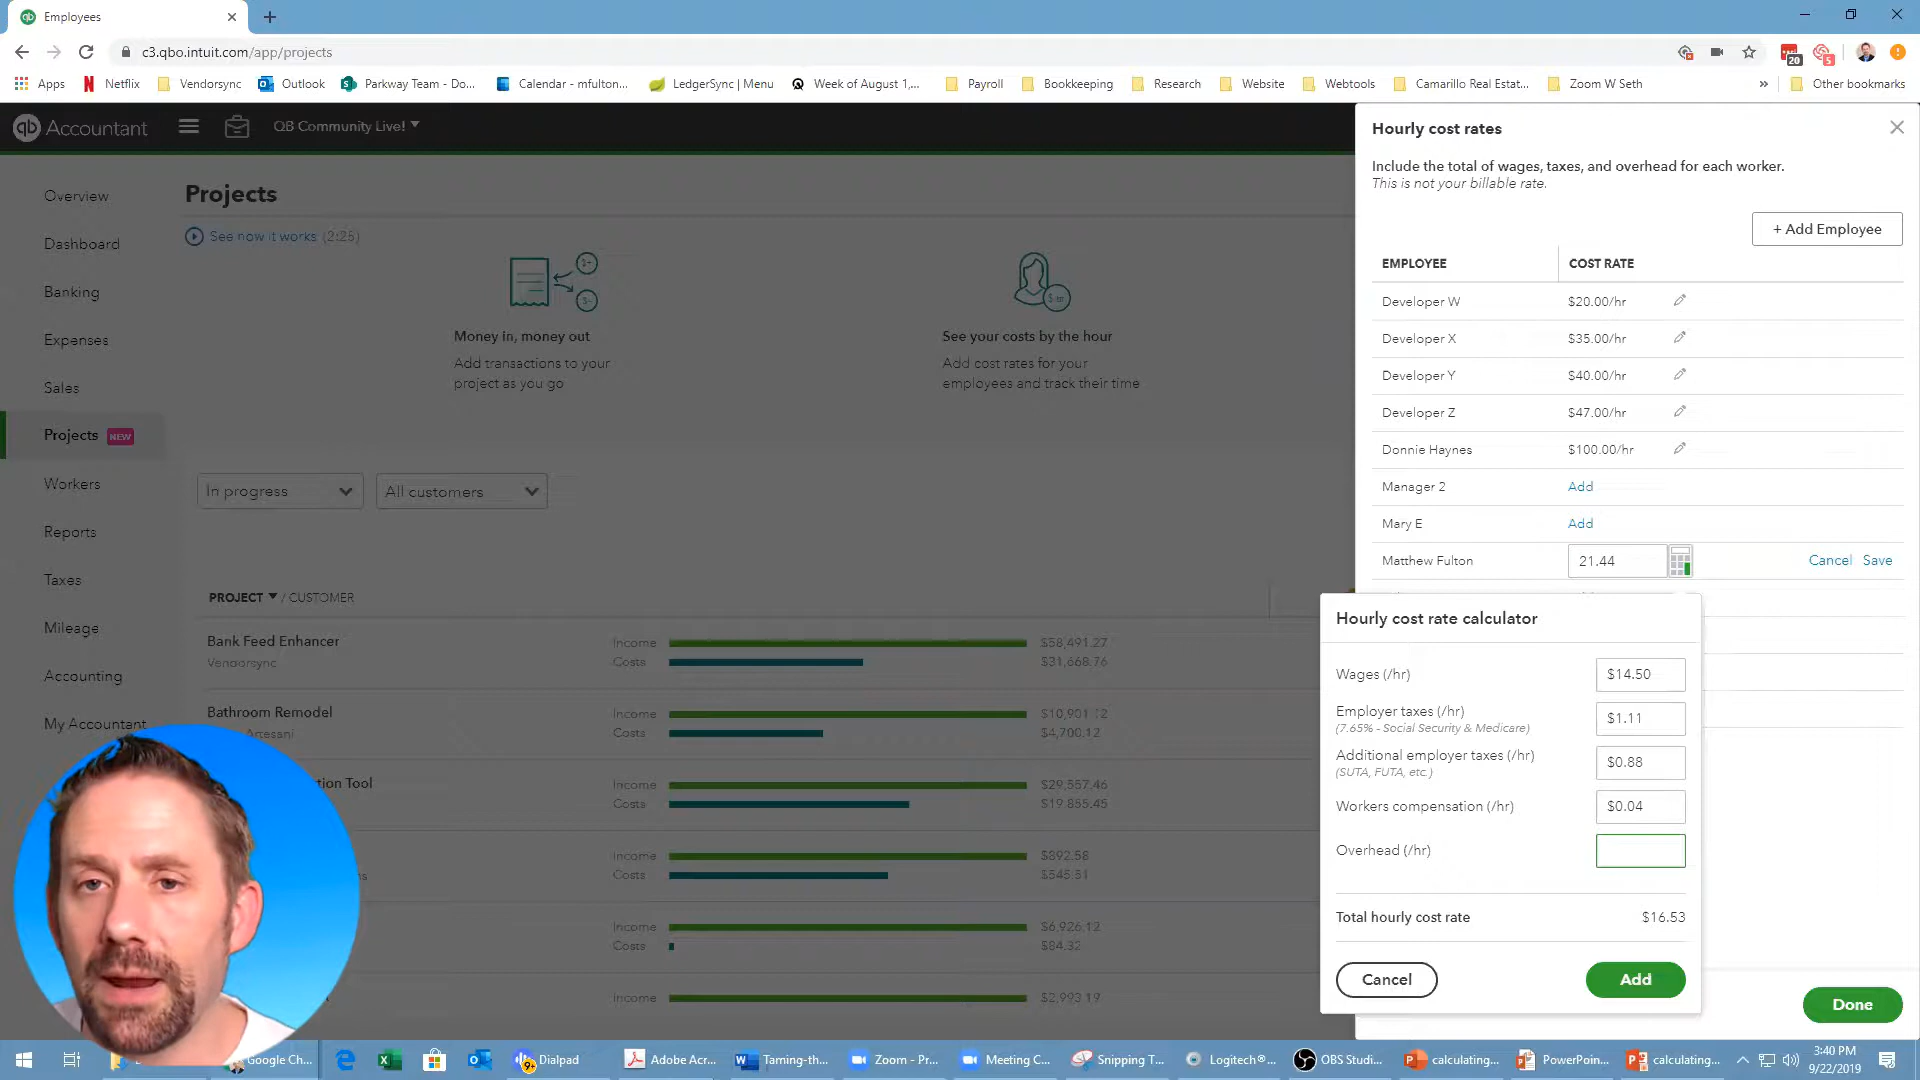 Employees
c3.qbo.intuit.com/app/projects
20
5
Apps
Netflix
Vendorsync
Outlook
Parkway Team - Do...
Calendar - mfulton...
LedgerSync | Menu
Week of August 1,...
Payroll
Bookkeeping
Research
Website
Webtools
Camarillo Real Estat...
Zoom W Seth
»
Other bookmarks
qb Accountant
QB Community Live!
Overview
Dashboard
Banking
Expenses
Sales
Projects NEW
Workers
Reports
Taxes
Mileage
Accounting
My Accountant
Projects
See how it works (2:25)
Money in, money out
Add transactions to your
project as you go
See your costs by the hour
Add cost rates for your
employees and track their time
In progress
All customers
PROJECT / CUSTOMER
Bank Feed Enhancer
Vendorsync
Income $58,491.27
Costs $31,668.76
Bathroom Remodel
Artesani
Income $10,901.12
Costs $4,700.12
tion Tool
Income $29,557.46
Costs $19,855.45
Income $892.58
Costs $545.51
Income $6,926.12
Costs $84.32
Income $2,993.19
Hourly cost rates
Include the total of wages, taxes, and overhead for each worker.
This is not your billable rate.
+ Add Employee
EMPLOYEE COST RATE
Developer W $20.00/hr
Developer X $35.00/hr
Developer Y $40.00/hr
Developer Z $47.00/hr
Donnie Haynes $100.00/hr
Manager 2 Add
Mary E Add
Matthew Fulton 21.44 Cancel Save
Hourly cost rate calculator
Wages (/hr) $14.50
Employer taxes (/hr) $1.11
(7.65% - Social Security & Medicare)
Additional employer taxes (/hr) $0.88
(SUTA, FUTA, etc.)
Workers compensation (/hr) $0.04
Overhead (/hr)
Total hourly cost rate $16.53
Cancel
Add
Done
Google Ch...
9+
Dialpad
Adobe Acr...
Taming-th...
Zoom - Pr...
Meeting C...
Snipping T...
Logitech®...
OBS Studi...
calculating...
PowerPoin...
calculating...
3:40 PM
9/22/2019